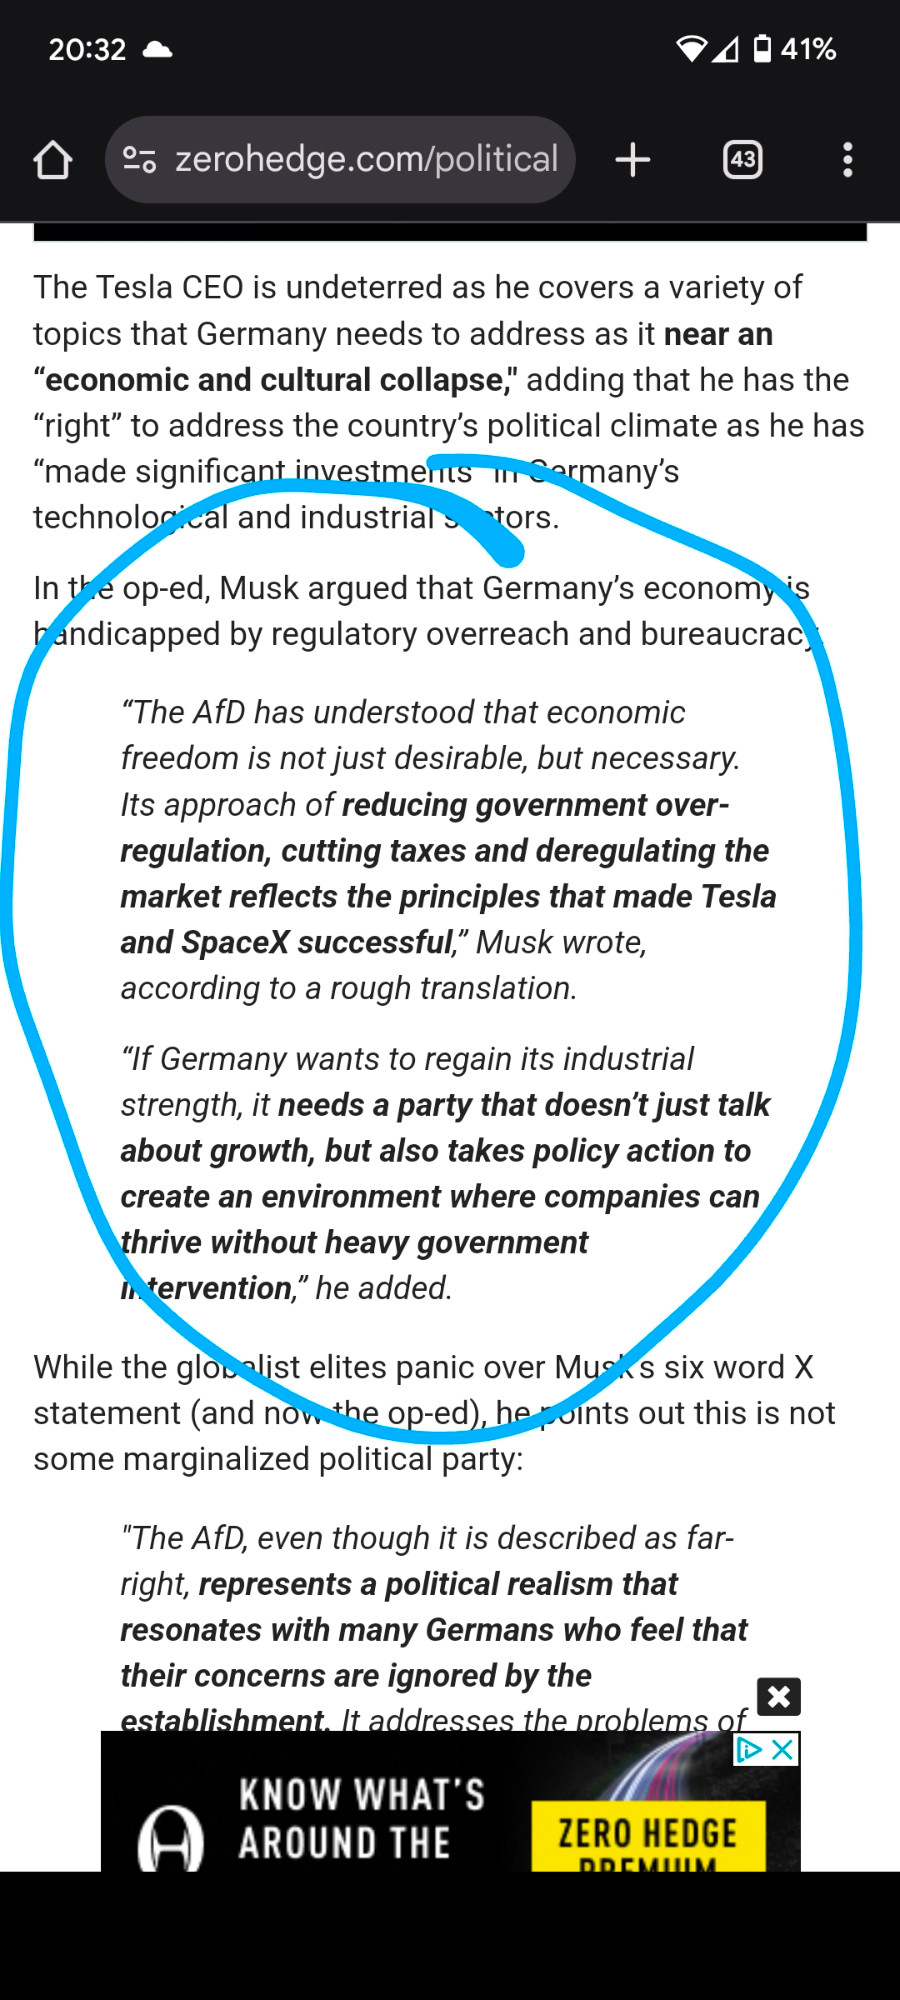 20:32
41%
zerohedge.com/political
43
The Tesla CEO is undeterred as he covers a variety of
topics that Germany needs to address as it near an
“economic and cultural collapse," adding that he has the
“right” to address the country’s political climate as he has
“made significant investments” in Germany’s
technological and industrial sectors.
In the op-ed, Musk argued that Germany’s economy is
handicapped by regulatory overreach and bureaucracy.
“The AfD has understood that economic
freedom is not just desirable, but necessary.
Its approach of reducing government over-
regulation, cutting taxes and deregulating the
market reflects the principles that made Tesla
and SpaceX successful,” Musk wrote,
according to a rough translation.
“If Germany wants to regain its industrial
strength, it needs a party that doesn’t just talk
about growth, but also takes policy action to
create an environment where companies can
thrive without heavy government
intervention,” he added.
While the globalist elites panic over Musk’s six word X
statement (and now the op-ed), he points out this is not
some marginalized political party:
"The AfD, even though it is described as far-
right, represents a political realism that
resonates with many Germans who feel that
their concerns are ignored by the
establishment. It addresses the problems of
KNOW WHAT'S
AROUND THE
ZERO HEDGE
PREMIUM